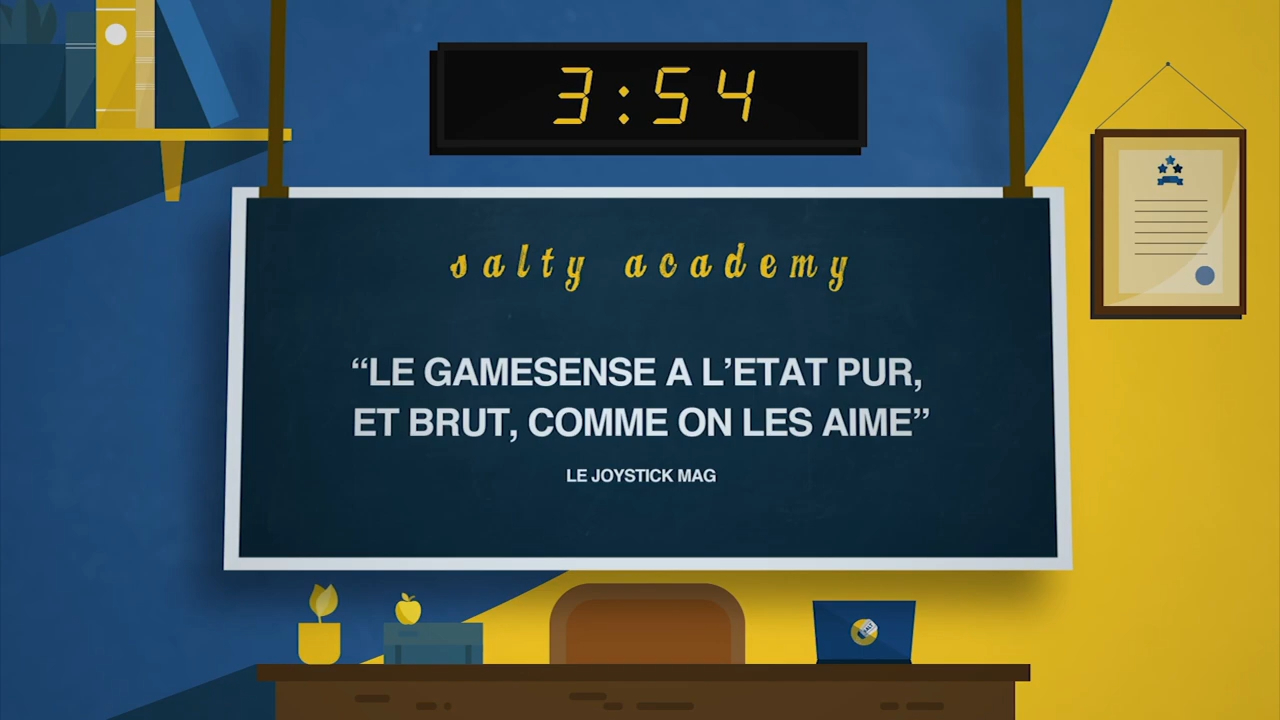 3:54
salty academy
“LE GAMESENSE A L’ETAT PUR,
ET BRUT, COMME ON LES AIME”
LE JOYSTICK MAG